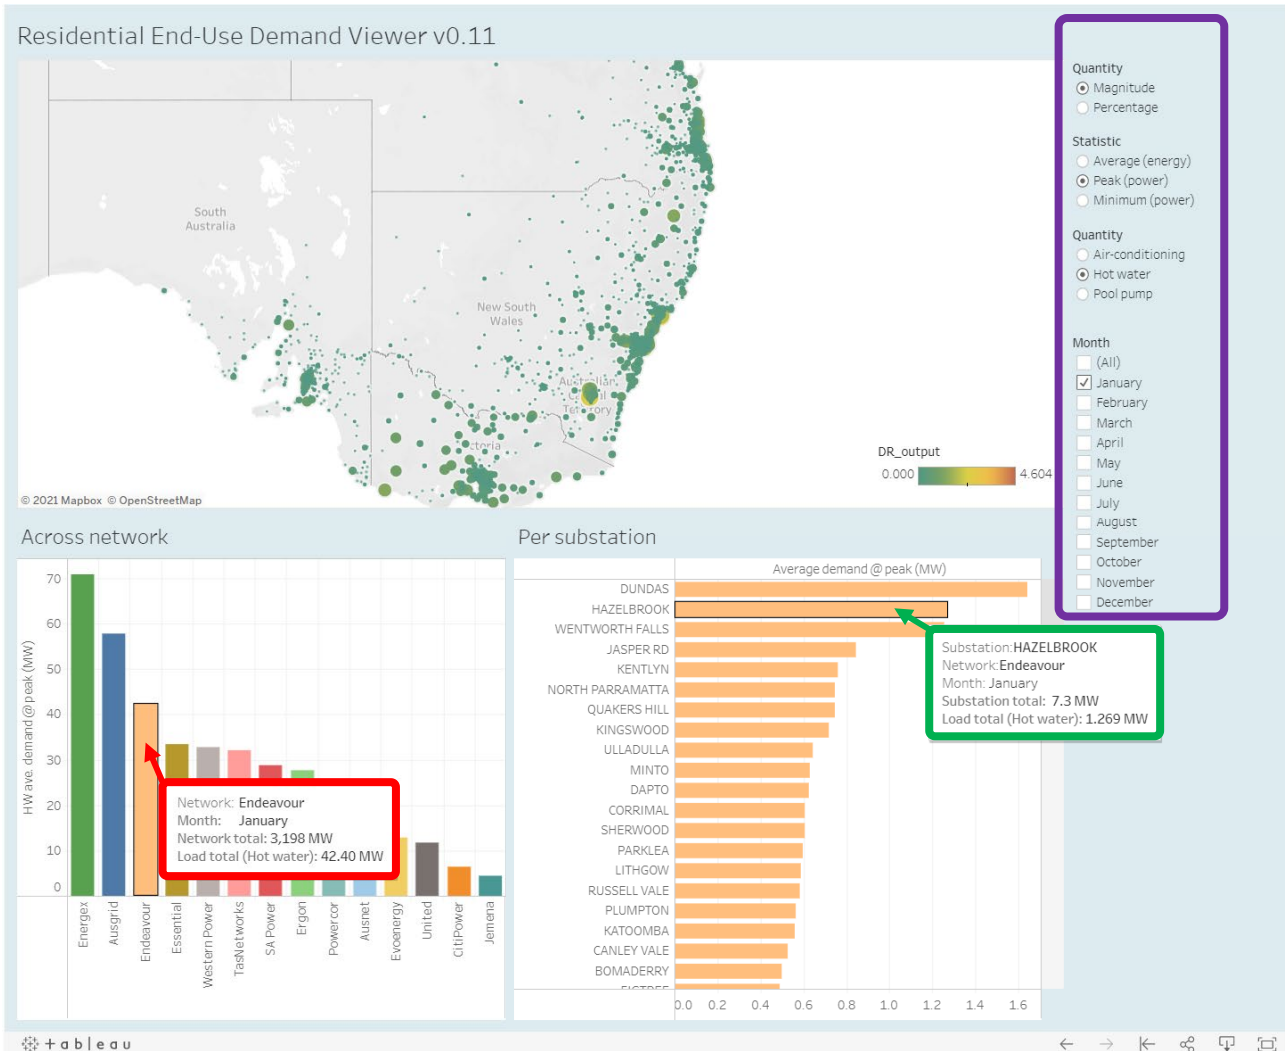 Residential End-Use Demand Viewer v0.11
South
Australia
New South
Wales
Australian
Capital
Territory
Victoria
DR_output
0.000
4.604
© 2021 Mapbox © OpenStreetMap
Quantity
Magnitude
Percentage
Statistic
Average (energy)
Peak (power)
Minimum (power)
Quantity
Air-conditioning
Hot water
Pool pump
Month
(All)
January
February
March
April
May
June
July
August
September
October
November
December
Across network
HW ave. demand @ peak (MW)
70
60
50
40
30
20
10
0
Energex
Ausgrid
Endeavour
Essential
Western Power
TasNetworks
SA Power
Ergon
Powercor
Ausnet
Evoenergy
United
CitiPower
Jemena
Network: Endeavour
Month: January
Network total: 3,198 MW
Load total (Hot water): 42.40 MW
Per substation
Average demand @ peak (MW)
DUNDAS
HAZELBROOK
WENTWORTH FALLS
JASPER RD
KENTLYN
NORTH PARRAMATTA
QUAKERS HILL
KINGSWOOD
ULLADULLA
MINTO
DAPTO
CORRIMAL
SHERWOOD
PARKLEA
LITHGOW
RUSSELL VALE
PLUMPTON
KATOOMBA
CANLEY VALE
BOMADERRY
0.0 0.2 0.4 0.6 0.8 1.0 1.2 1.4 1.6
Substation: HAZELBROOK
Network: Endeavour
Month: January
Substation total: 7.3 MW
Load total (Hot water): 1.269 MW
+ableau